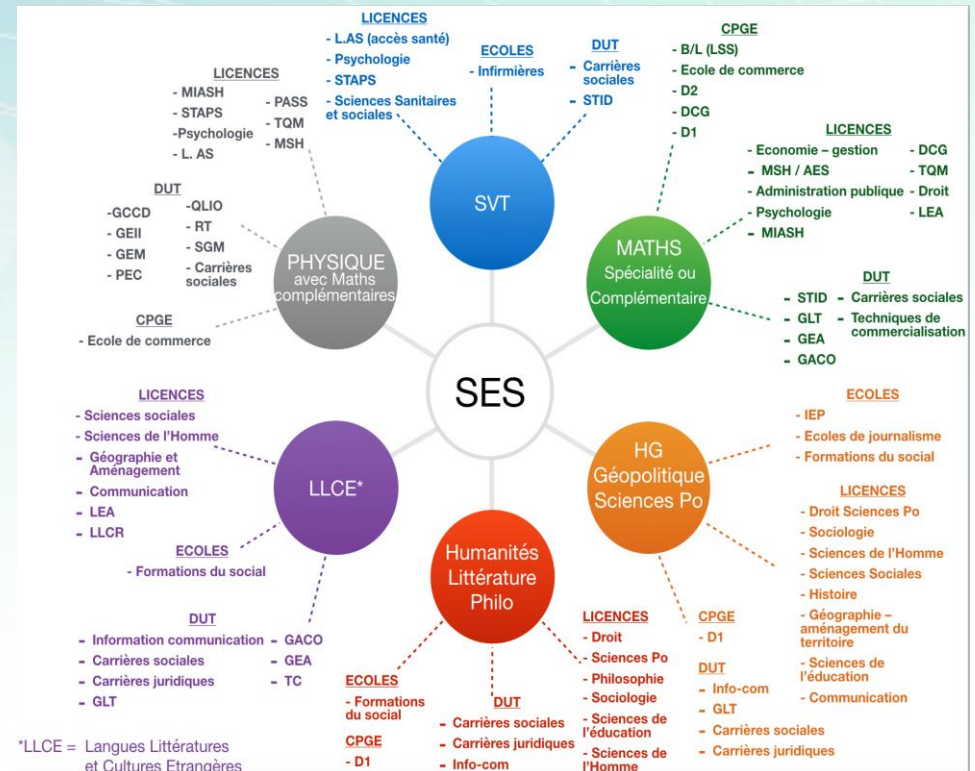 LICENCES
- L.AS (accès santé)
- Psychologie
- STAPS
- Sciences Sanitaires
et sociales
ECOLES
- Infirmières
DUT
- Carrières
sociales
- STID
SVT
CPGE
- B/L (LSS)
- Ecole de commerce
- D2
- DCG
- D1
LICENCES
- Economie – gestion
- MSH / AES
- Administration publique
- Psychologie
- MIASH
- DCG
- TQM
- Droit
- LEA
DUT
- STID
- GLT
- GEA
- GACO
- Carrières sociales
- Techniques de
commercialisation
MATHS
Spécialité ou
Complémentaire
LICENCES
- MIASH
- STAPS
-Psychologie
- L. AS
- PASS
- TQM
- MSH
DUT
-GCCD
- GEII
- GEM
- PEC
-QLIO
- RT
- SGM
- Carrières
sociales
CPGE
- Ecole de commerce
PHYSIQUE
avec Maths
complémentaires
SES
LICENCES
- Sciences sociales
- Sciences de l'Homme
- Géographie et
Aménagement
- Communication
- LEA
- LLCR
ECOLES
- Formations du social
DUT
- Information communication
- Carrières sociales
- Carrières juridiques
- GLT
- GACO
- GEA
- TC
LLCE*
HG
Géopolitique
Sciences Po
ECOLES
- IEP
- Ecoles de journalisme
- Formations du social
LICENCES
- Droit Sciences Po
- Sociologie
- Sciences de l'Homme
- Sciences Sociales
- Histoire
- Géographie –
aménagement du
territoire
- Sciences de
l'éducation
- Communication
CPGE
- D1
DUT
- Info-com
- GLT
- Carrières sociales
- Carrières juridiques
Humanités
Littérature
Philo
ECOLES
- Formations
du social
CPGE
- D1
DUT
- Carrières sociales
- Carrières juridiques
- Info-com
LICENCES
- Droit
- Sciences Po
- Philosophie
- Sociologie
- Sciences de
l'éducation
- Sciences de
l'Homme
*LLCE = Langues Littératures
et Cultures Etrangères